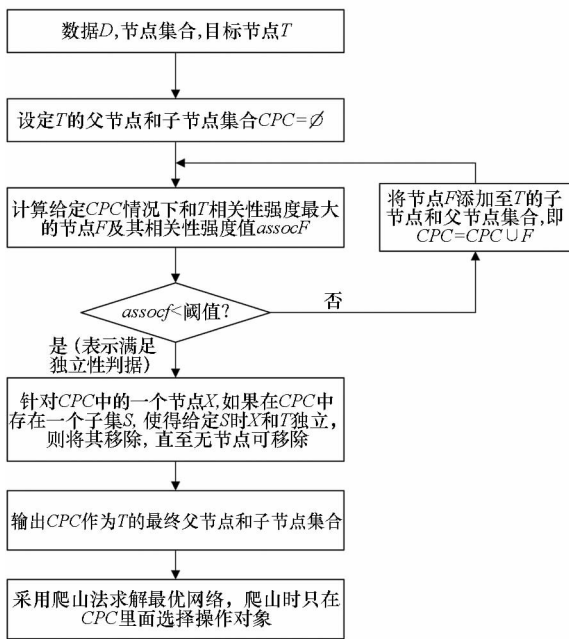 数据D,节点集合,目标节点T
设定T的父节点和子节点集合CPC=∅
计算给定CPC情况下和T相关性强度最大
的节点F及其相关性强度值assocF
将节点F添加至T的子
节点和父节点集合,即
CPC=CPC∪F
assocf<阈值?
否
是(表示满足
独立性判据)
针对CPC中的一个节点X,如果在CPC中
存在一个子集S,使得给定S时X和T独立,
则将其移除,直至无节点可移除
输出CPC作为T的最终父节点和子节点集合
采用爬山法求解最优网络，爬山时只在
CPC里面选择操作对象